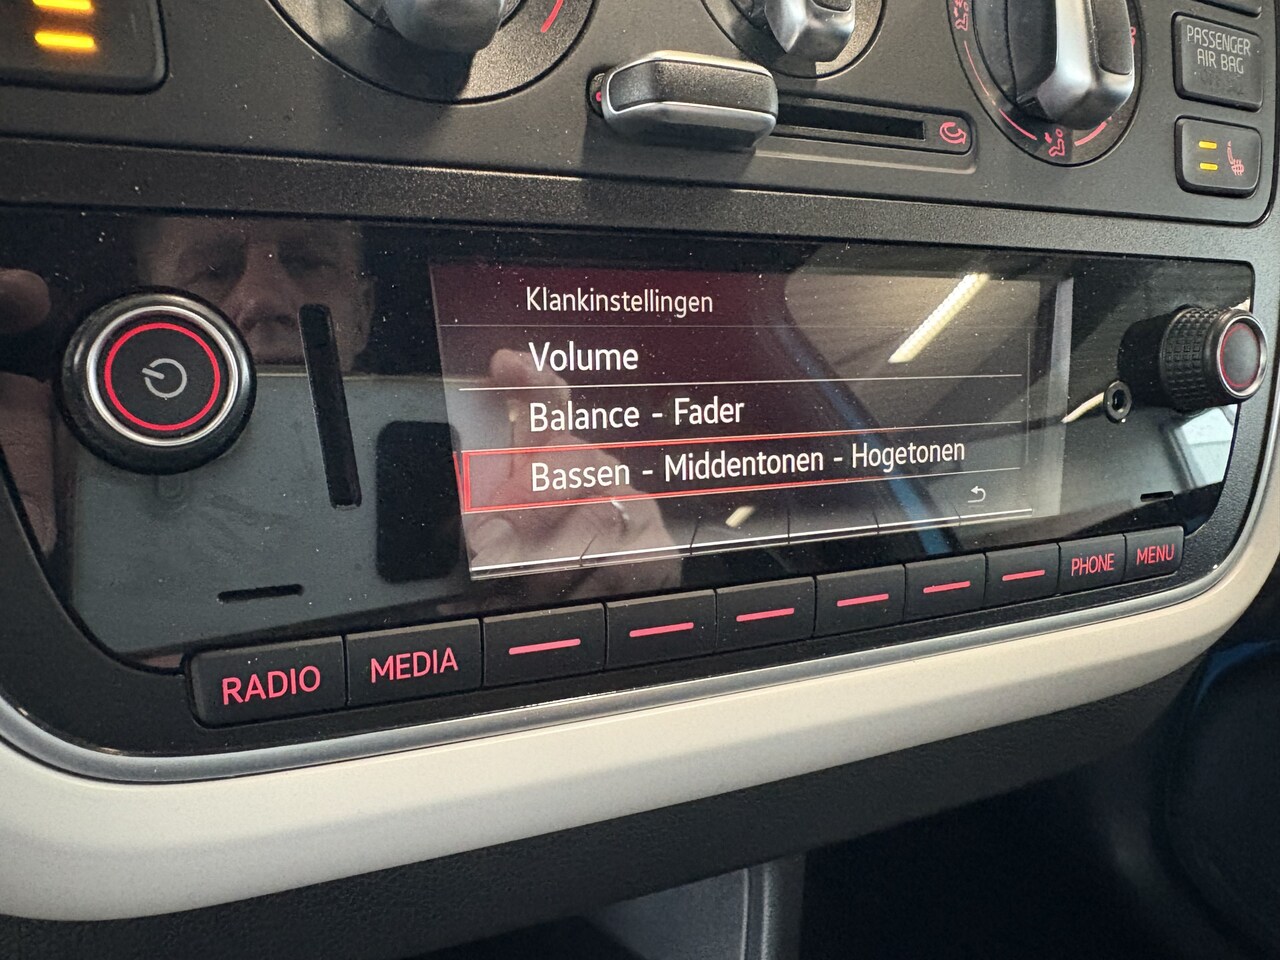 PASSENGER
AIR BAG
Klankinstellingen
Volume
Balance - Fader
Bassen - Middentonen - Hogetonen
RADIO
MEDIA
PHONE
MENU